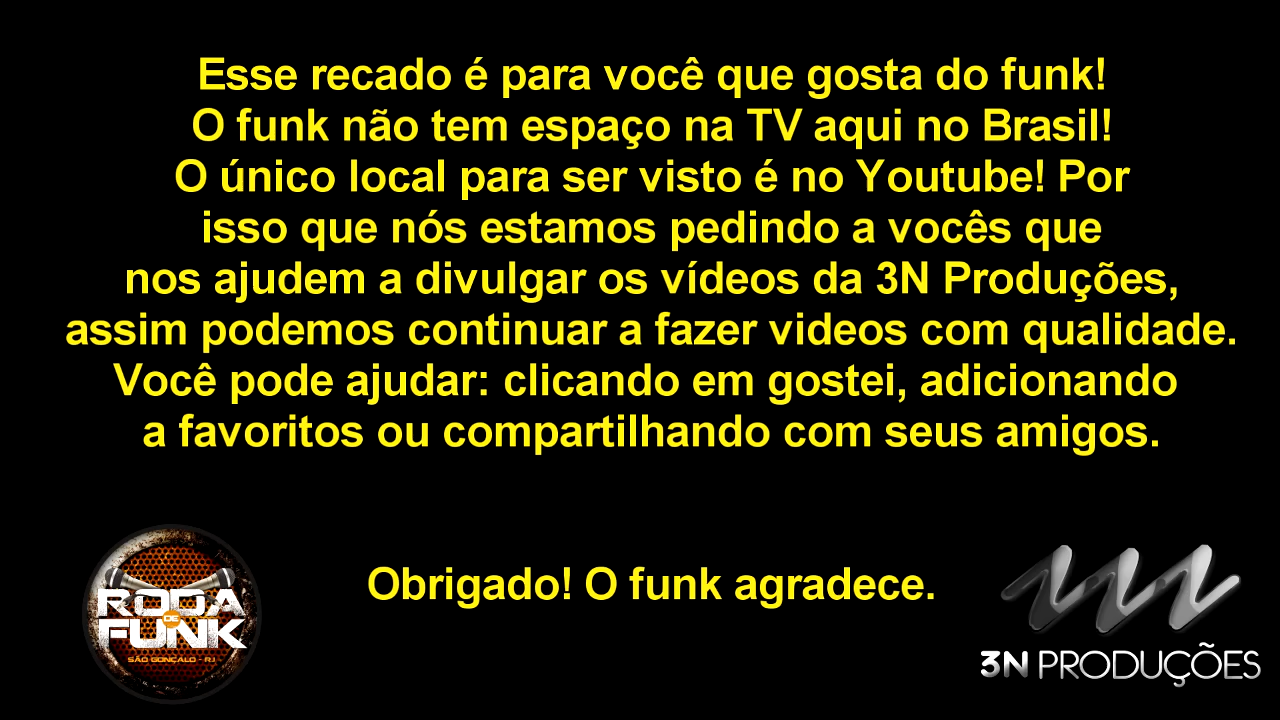 Esse recado é para você que gosta do funk!
O funk não tem espaço na TV aqui no Brasil!
O único local para ser visto é no Youtube! Por
isso que nós estamos pedindo a vocês que
nos ajudem a divulgar os vídeos da 3N Produções,
assim podemos continuar a fazer videos com qualidade.
Você pode ajudar: clicando em gostei, adicionando
a favoritos ou compartilhando com seus amigos.
Obrigado! O funk agradece.
RODA
DE
FUNK
SÃO GONÇALO - RJ
3N PRODUÇÕES